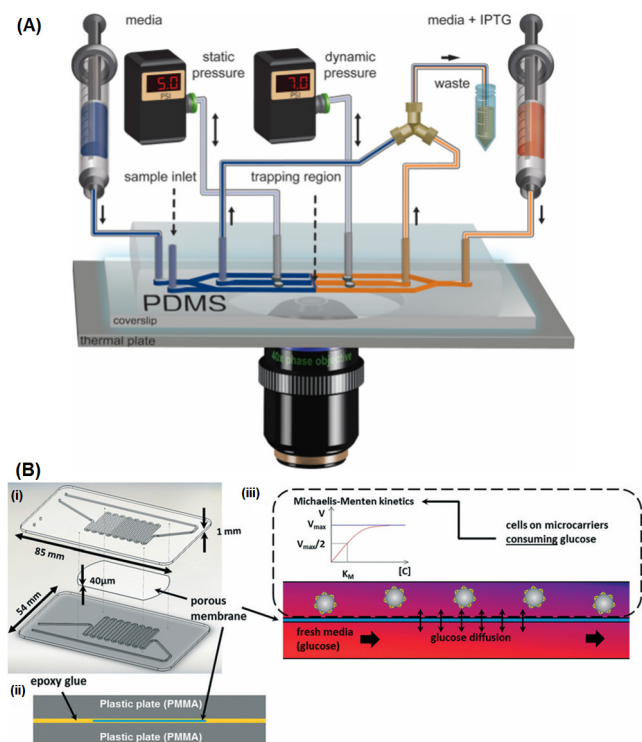 (A)
media
static
pressure
5.0
PSI
dynamic
pressure
7.0
PSI
media + IPTG
waste
sample inlet
trapping region
PDMS
coverslip
thermal plate
40x phase objective
(B)
(i)
1 mm
85 mm
40µm
54 mm
porous
membrane
(ii)
epoxy glue
Plastic plate (PMMA)
Plastic plate (PMMA)
(iii)
Michaelis-Menten kinetics
V
Vmax
Vmax/2
KM
[C]
cells on microcarriers
consuming glucose
fresh media
(glucose)
glucose diffusion